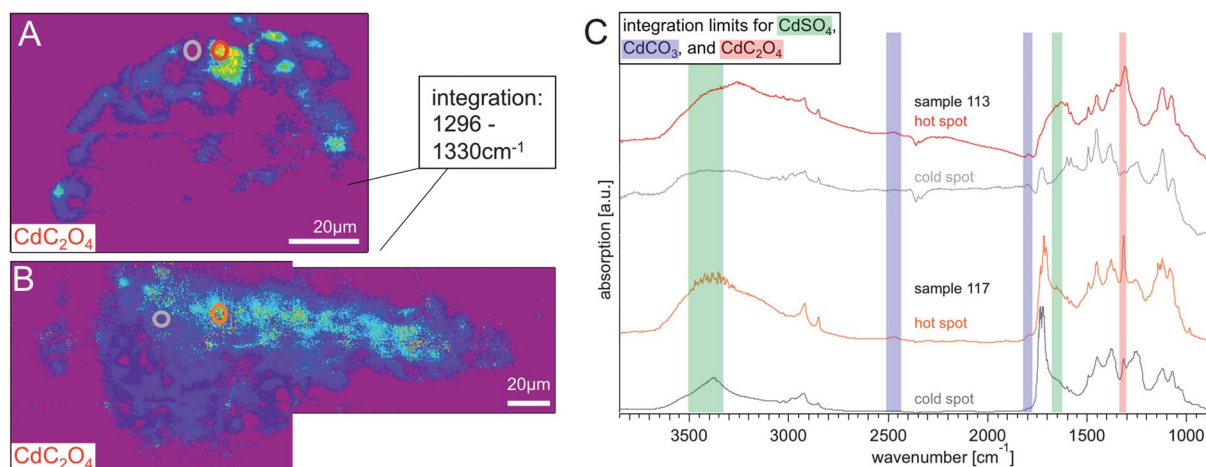 A
CdC₂O₄
20µm
integration:
1296 -
1330cm⁻¹
B
CdC₂O₄
20µm
C
integration limits for CdSO₄,
CdCO₃, and CdC₂O₄
absorption [a.u.]
sample 113
hot spot
cold spot
sample 117
hot spot
cold spot
3500 3000 2500 2000 1500 1000
wavenumber [cm⁻¹]